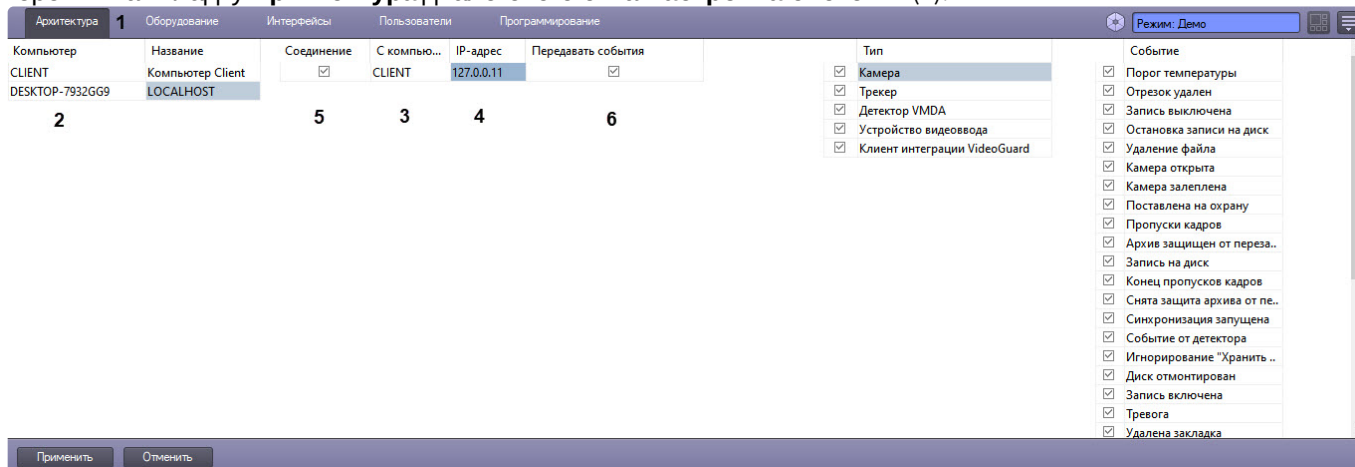 Архитектура 1 Оборудование Интерфейсы Пользователи Программирование Режим: Демо
Компьютер Название Соединение С компью... IP-адрес Передавать события Тип Событие
CLIENT Компьютер Client CLIENT 127.0.0.11 Камера Порог температуры
DESKTOP-7932GG9 LOCALHOST Трекер Отрезок удален
2 5 3 4 6 Детектор VMDA Запись выключена
Устройство видеоввода Остановка записи на диск
Клиент интеграции VideoGuard Удаление файла
Камера открыта
Камера залеплена
Поставлена на охрану
Пропуски кадров
Архив защищен от переза..
Запись на диск
Конец пропусков кадров
Снята защита архива от пе..
Синхронизация запущена
Событие от детектора
Игнорирование "Хранить ..
Диск отмонтирован
Запись включена
Тревога
Удалена закладка
Применить Отменить